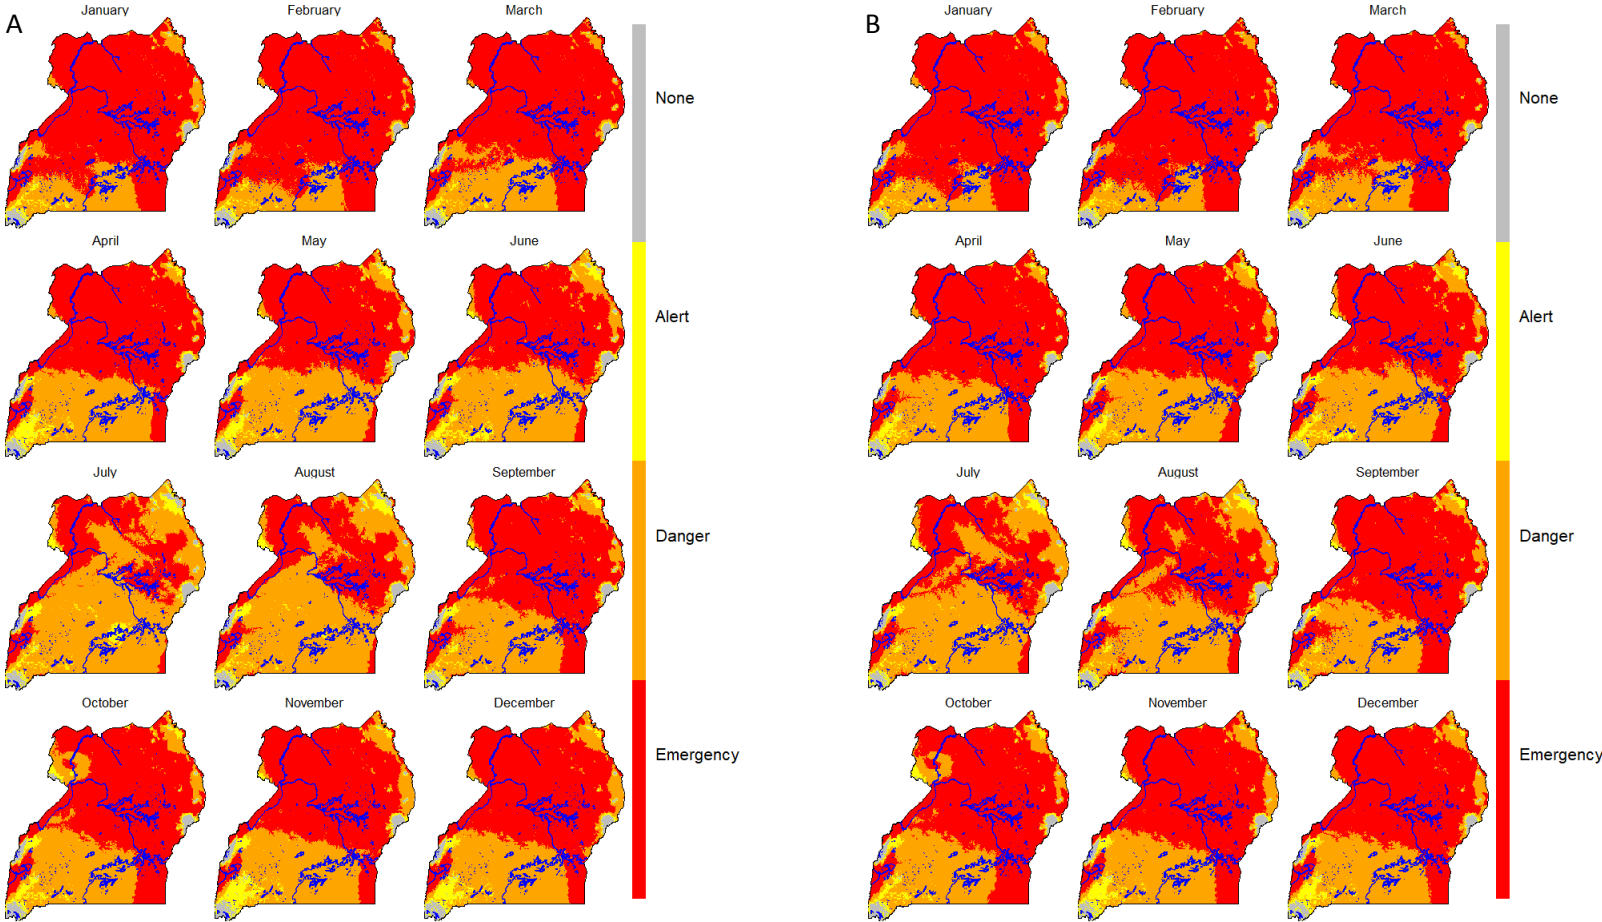 A
January February March
None
April May June
Alert
July August September
Danger
October November December
Emergency
B
January February March
None
April May June
Alert
July August September
Danger
October November December
Emergency